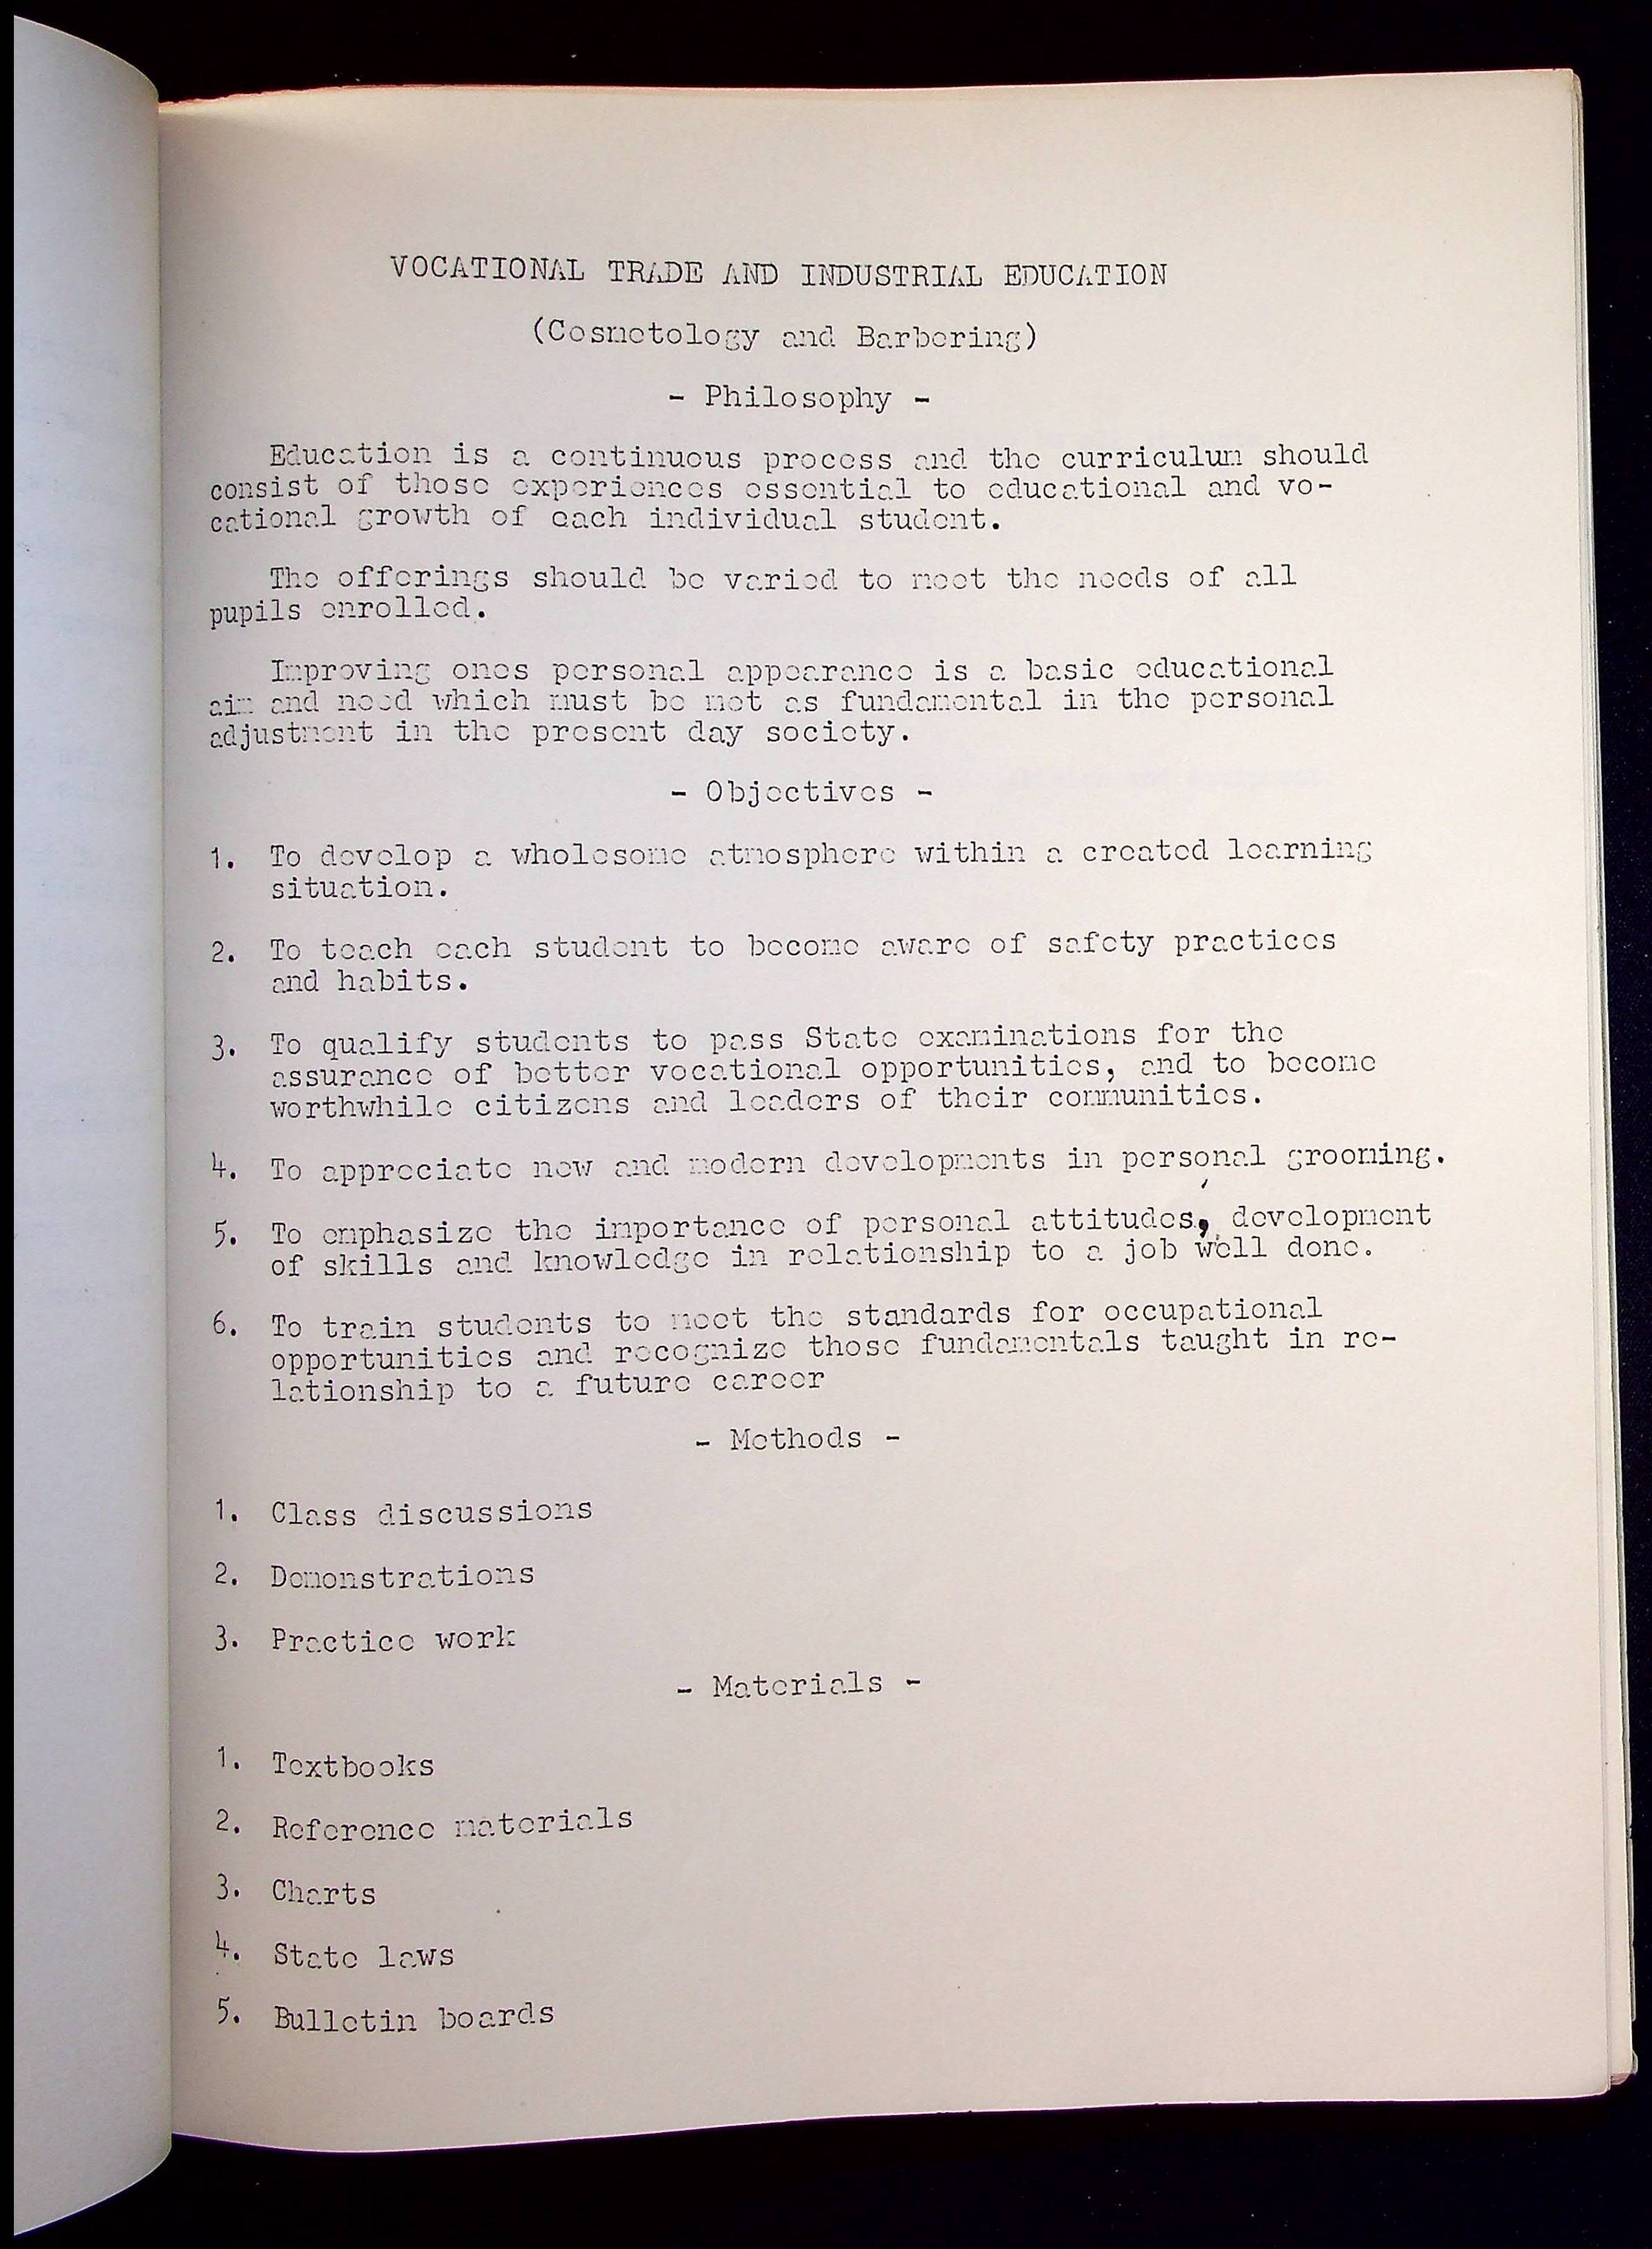 VOCATIONAL TRADE AND INDUSTRIAL EDUCATION
(Cosmetology and Barbering)
- Philosophy -
Education is a continuous process and the curriculum should
consist of those experiences essential to educational and vo-
cational growth of each individual student.
The offerings should be varied to meet the needs of all
pupils enrolled.
Improving ones personal appearance is a basic educational
aim and need which must be met as fundamental in the personal
adjustment in the present day society.
- Objectives -
1. To develop a wholesome atmosphere within a created learning
situation.
2. To teach each student to become aware of safety practices
and habits.
3. To qualify students to pass State examinations for the
assurance of better vocational opportunities, and to become
worthwhile citizens and leaders of their communities.
4. To appreciate new and modern developments in personal grooming.
5. To emphasize the importance of personal attitudes, development
of skills and knowledge in relationship to a job well done.
6. To train students to meet the standards for occupational
opportunities and recognize those fundamentals taught in re-
lationship to a future career
- Methods -
1. Class discussions
2. Demonstrations
3. Practice work
- Materials -
1. Textbooks
2. Reference materials
3. Charts
4. State laws
5. Bulletin boards